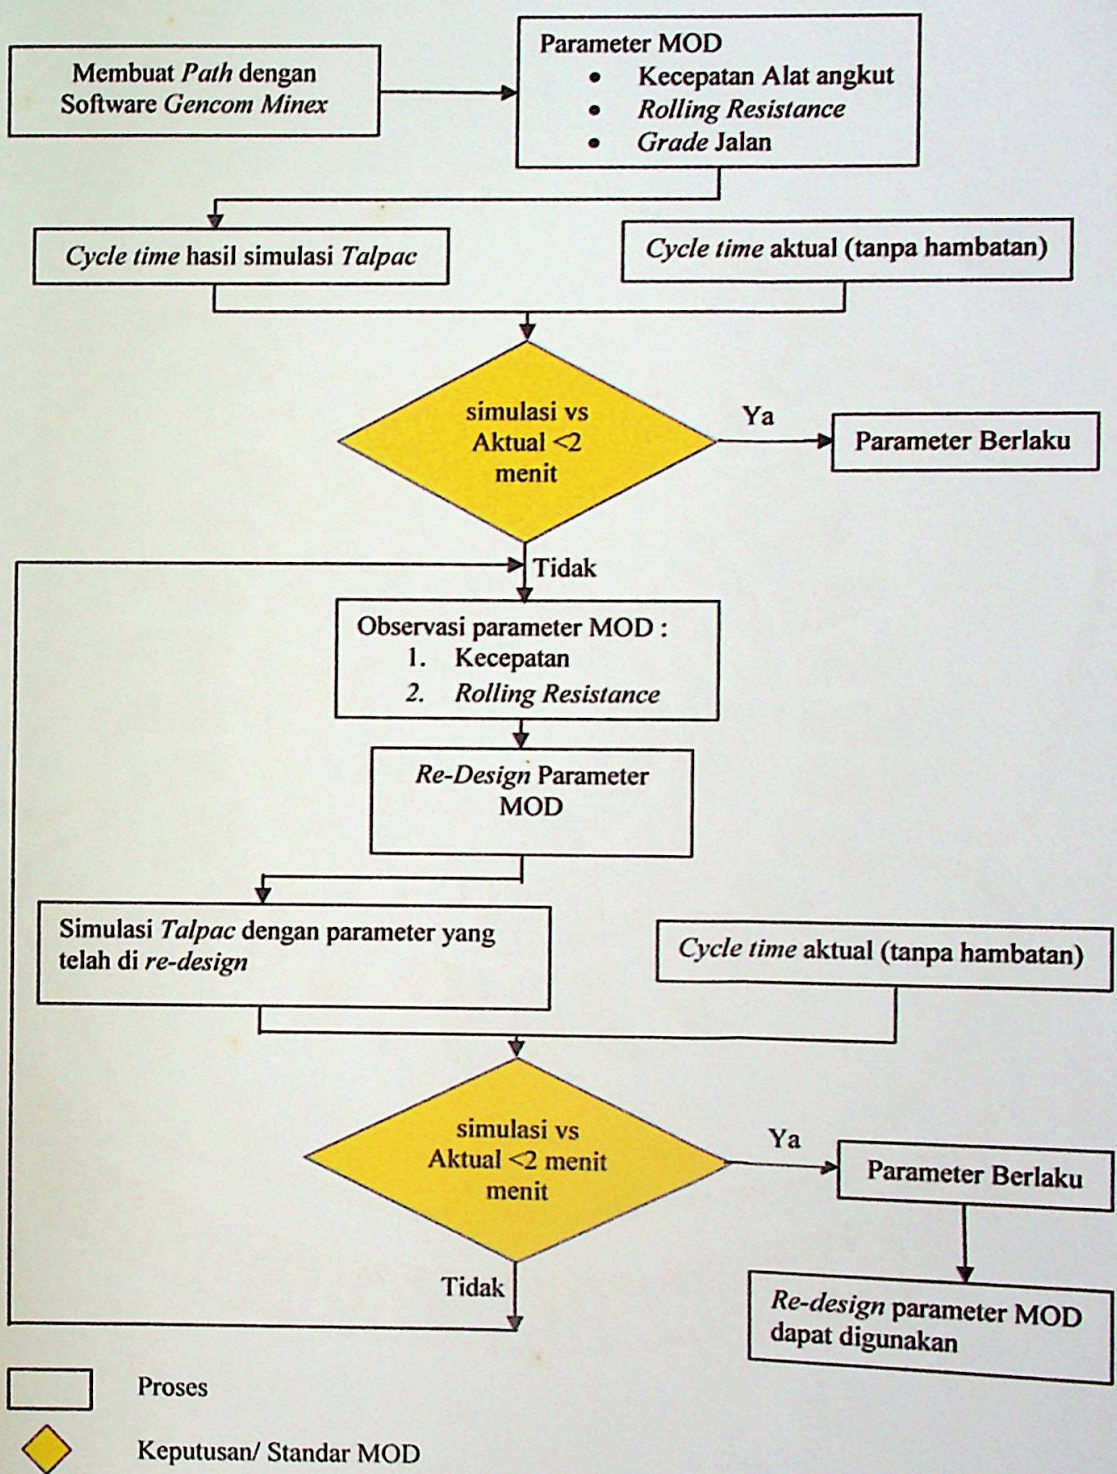 Membuat Path dengan
Software Gencom Minex
Parameter MOD
• Kecepatan Alat angkut
• Rolling Resistance
• Grade Jalan
Cycle time hasil simulasi Talpac
Cycle time aktual (tanpa hambatan)
simulasi vs
Aktual <2
menit
Ya
Parameter Berlaku
Tidak
Observasi parameter MOD :
1. Kecepatan
2. Rolling Resistance
Re-Design Parameter
MOD
Simulasi Talpac dengan parameter yang
telah di re-design
Cycle time aktual (tanpa hambatan)
simulasi vs
Aktual <2 menit
menit
Ya
Parameter Berlaku
Tidak
Re-design parameter MOD
dapat digunakan
Proses
Keputusan/ Standar MOD